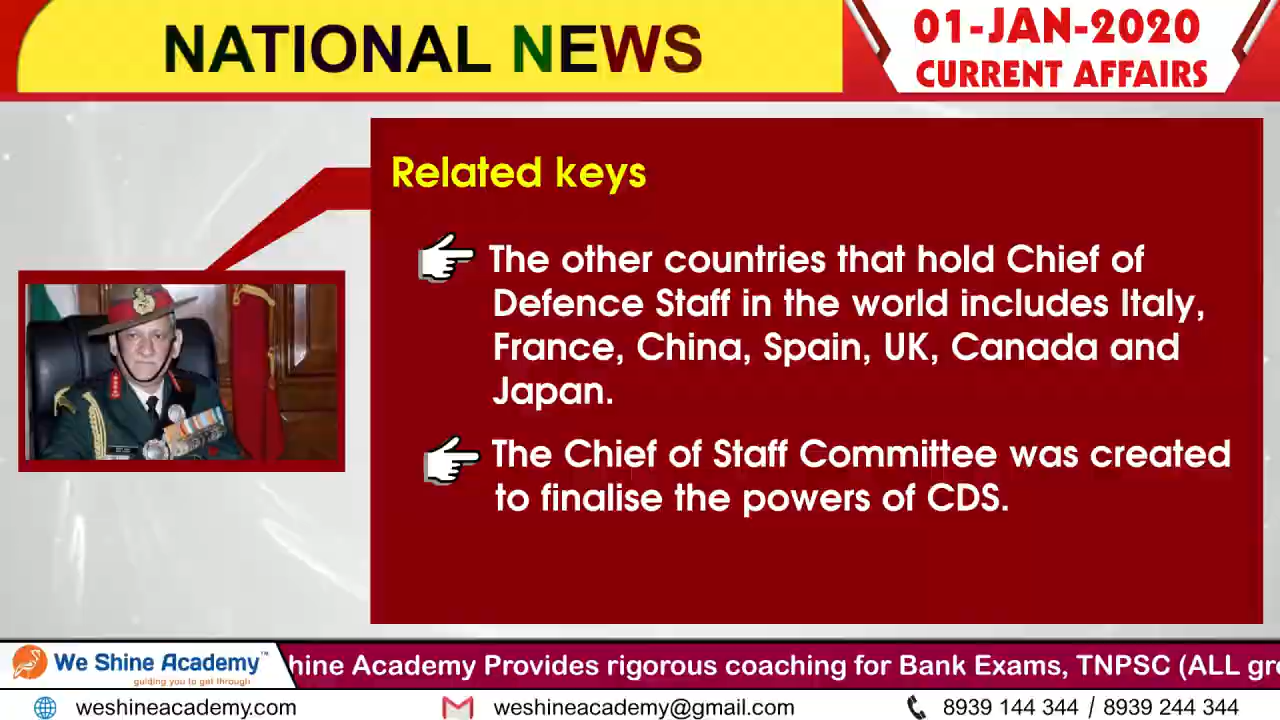 NATIONAL NEWS
01-JAN-2020
CURRENT AFFAIRS
Related keys
The other countries that hold Chief of
Defence Staff in the world includes Italy,
France, China, Spain, UK, Canada and
Japan.
The Chief of Staff Committee was created
to finalise the powers of CDS.
We Shine Academy™
guiding you to get through
hine Academy Provides rigorous coaching for Bank Exams, TNPSC (ALL gr
weshineacademy.com
weshineacademy@gmail.com
8939 144 344 / 8939 244 344